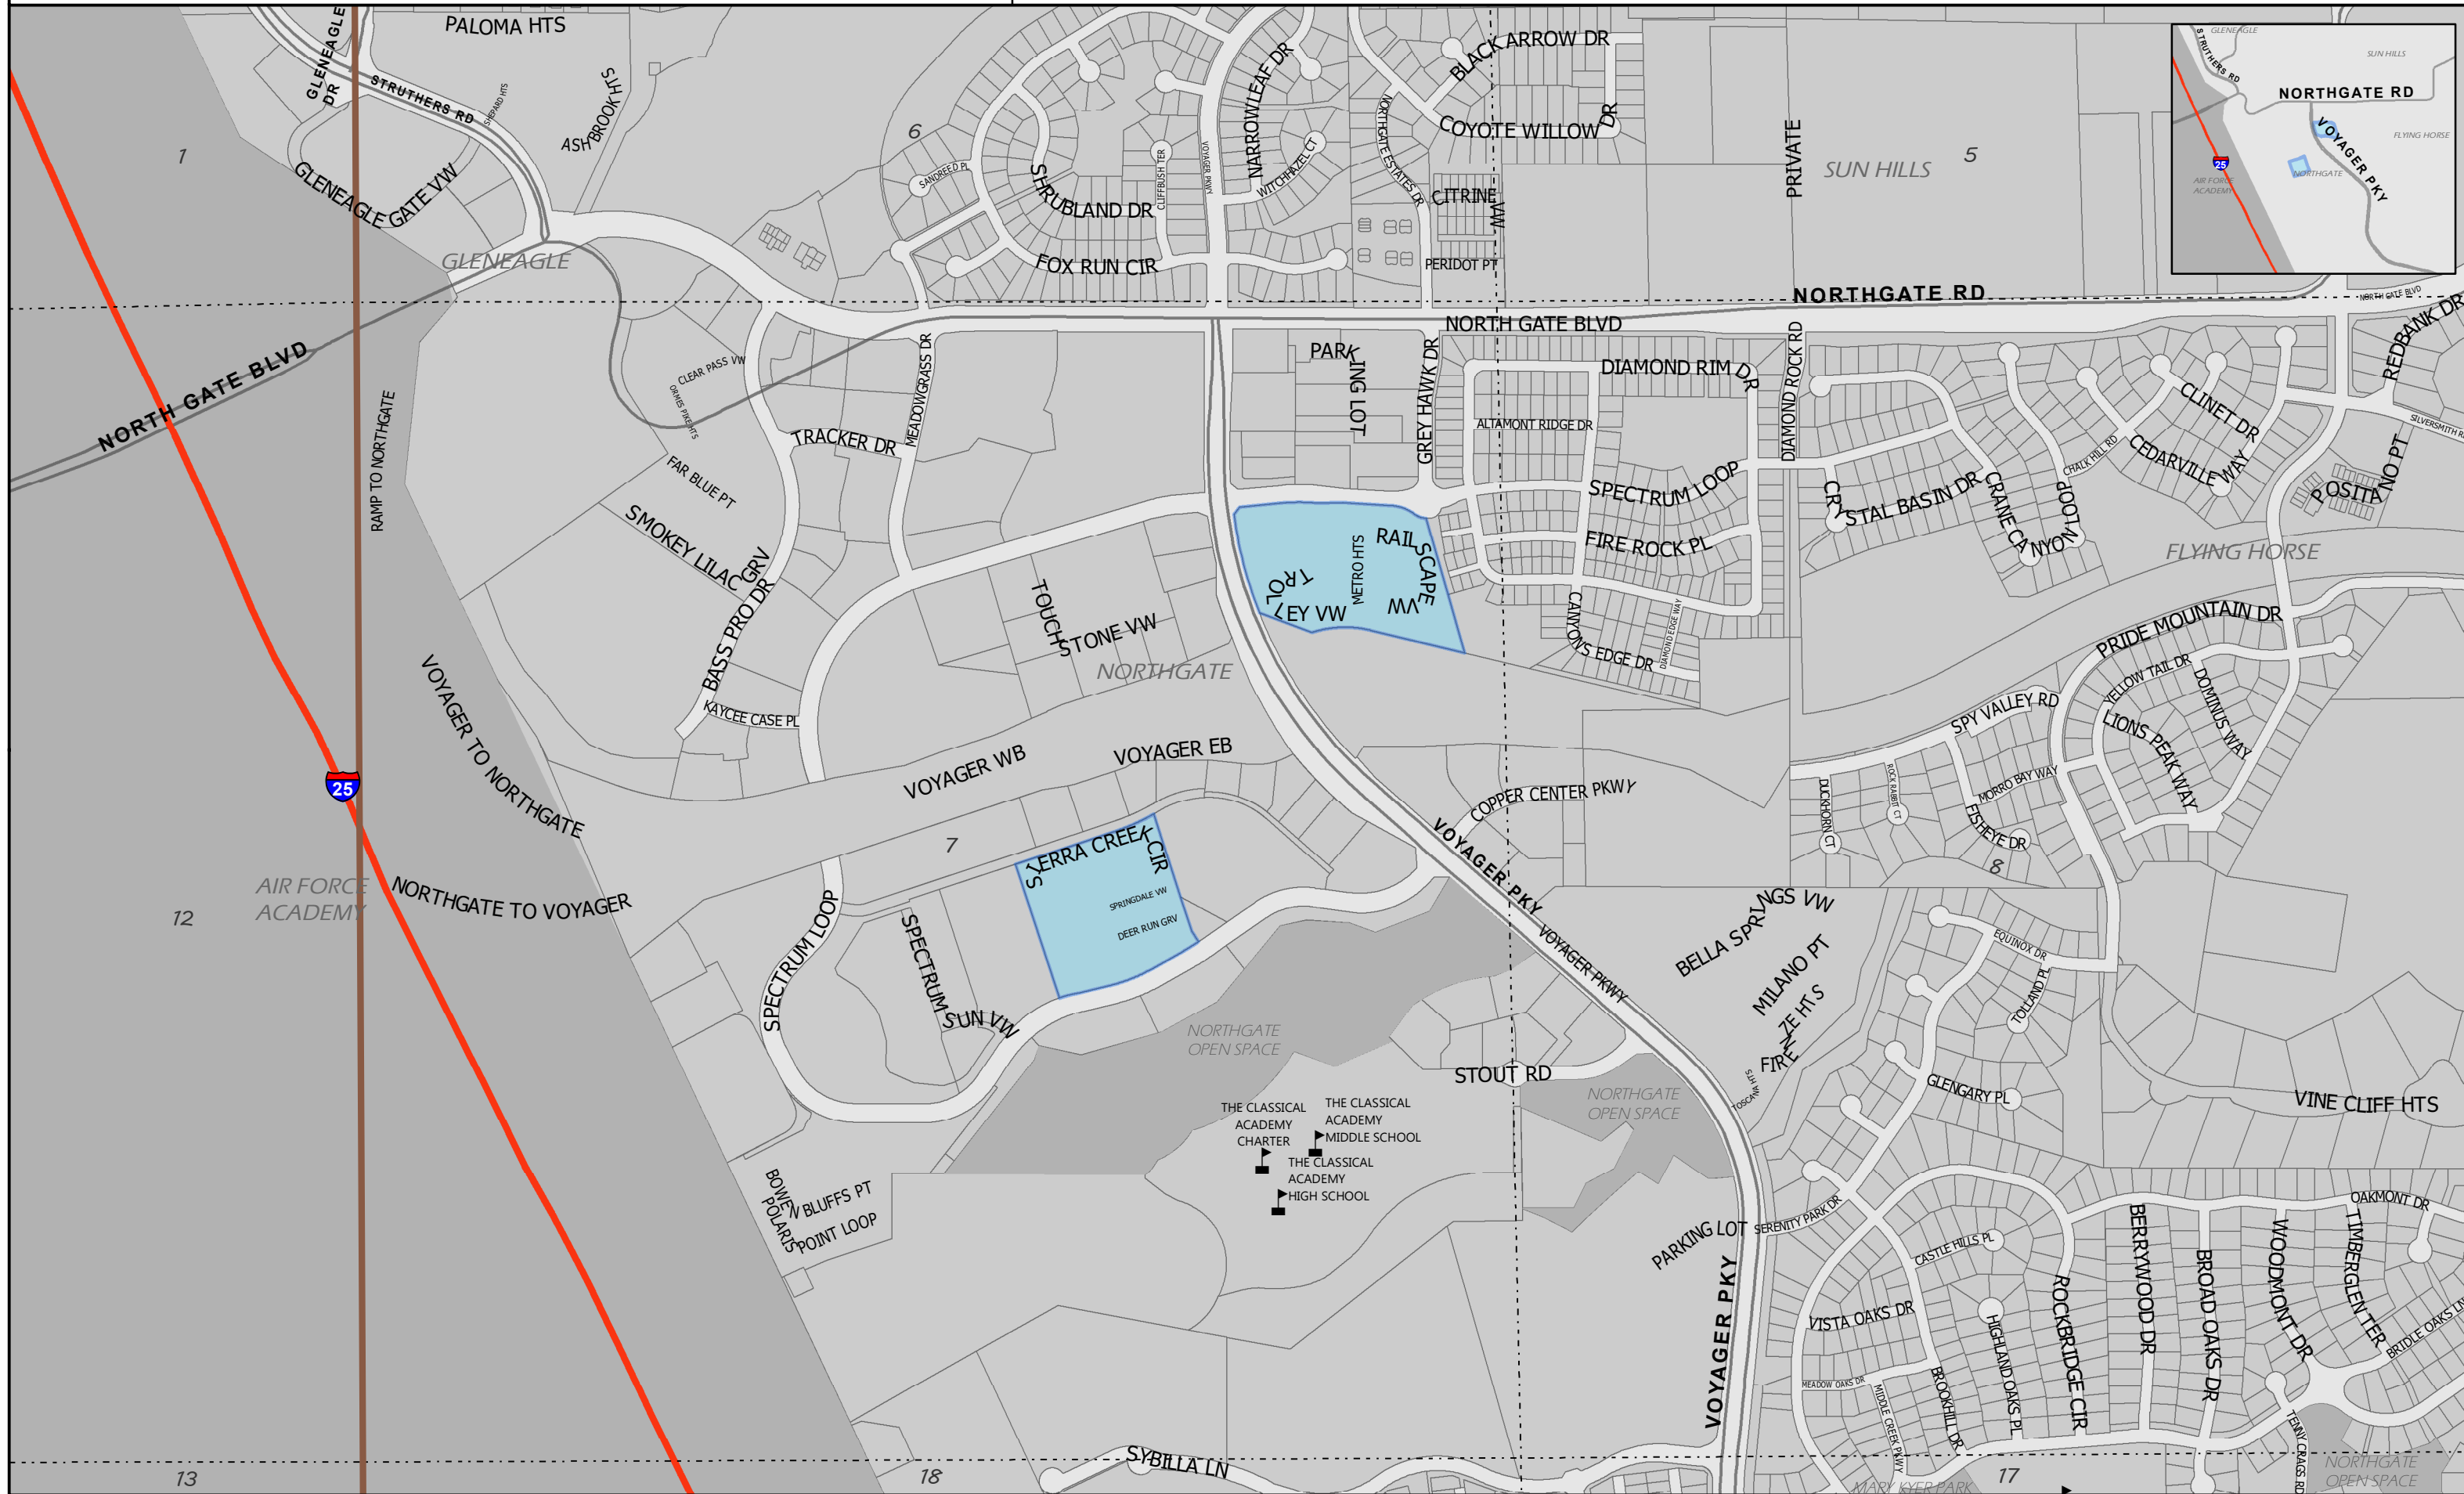 PALOMA HTS
GLENEAGLE DR
STRUTHERS RD
SHEPARD HTS
ASHBROOK HTS
GLENEAGLE GATE VW
GLENEAGLE
1
6
SANDREED PL
SHRUBLAND DR
CLIFFBUSH TER
VOYAGER PKWY
NARROWLEAF DR
WITCHHAZEL CT
FOX RUN CIR
BLACK ARROW DR
COYOTE WILLOW DR
NORTHGATE ESTATES DR
CITRINE VW
PERIDOT PT
PRIVATE
SUN HILLS
5
GLENEAGLE
STRUTHERS RD
SUN HILLS
NORTHGATE RD
VOYAGER PKY
FLYING HORSE
25
AIR FORCE
ACADEMY
NORTHGATE
NORTHGATE RD
NORTH GATE BLVD
NORTH GATE BLVD
REDBANK DR
NORTH GATE BLVD
RAMP TO NORTHGATE
CLEAR PASS VW
ORMES PIKE HTS
MEADOWGRASS DR
TRACKER DR
FAR BLUE PT
SMOKEY LILAC GRV
BASS PRO DR
KAYCEE CASE PL
PARKING LOT
GREY HAWK DR
DIAMOND RIM DR
DIAMOND ROCK RD
ALTAMONT RIDGE DR
SPECTRUM LOOP
FIRE ROCK PL
CANYON'S EDGE DR
DIAMOND EDGE WAY
CRYSTAL BASIN DR
CRANE CANYON LOOP
CHALK HILL RD
CLINET DR
CEDARVILLE WAY
POSITANO PT
SILVERSMITH R
FLYING HORSE
RAILSCAPE VW
METRO HTS
TROLLEY VW
TOUCHSTONE VW
NORTHGATE
PRIDE MOUNTAIN DR
YELLOW TAIL DR
DOMINUS WAY
LIONS PEAK WAY
SPY VALLEY RD
MORRO BAY WAY
ROCK RABBIT CT
DUCKHORN CT
FISHEYE DR
8
VOYAGER TO NORTHGATE
VOYAGER WB
VOYAGER EB
COPPER CENTER PKWY
25
7
SIERRA CREEK CIR
SPRINGDALE VW
DEER RUN GRV
VOYAGER PKY
VOYAGER PKWY
AIR FORCE
ACADEMY
12
NORTHGATE TO VOYAGER
SPECTRUM LOOP
SPECTRUM SUN VW
BELLA SPRINGS VW
MILANO PT
FIRENZE HTS
TOSCANA HTS
EQUINOX DR
TOLLAND PL
GLENGARY PL
VINE CLIFF HTS
NORTHGATE
OPEN SPACE
STOUT RD
NORTHGATE
OPEN SPACE
THE CLASSICAL
ACADEMY
CHARTER
THE CLASSICAL
ACADEMY
MIDDLE SCHOOL
THE CLASSICAL
ACADEMY
HIGH SCHOOL
BOWEN BLUFFS PT
POLARIS POINT LOOP
PARKING LOT
SERENITY PARK DR
VOYAGER PKY
CASTLE HILLS PL
VISTA OAKS DR
MEADOW OAKS DR
MIDDLE CREEK PKWY
BROOKHILL DR
HIGHLAND OAKS PL
ROCKBRIDGE CIR
BERRYWOOD DR
BROAD OAKS DR
WOODMONT DR
TIMBERGLEN TER
OAKMONT DR
BRIDLE OAKS LN
TENNY CRAGS RD
SYBILLA LN
13
18
17
MARY KYER PARK
NORTHGATE
OPEN SPACE